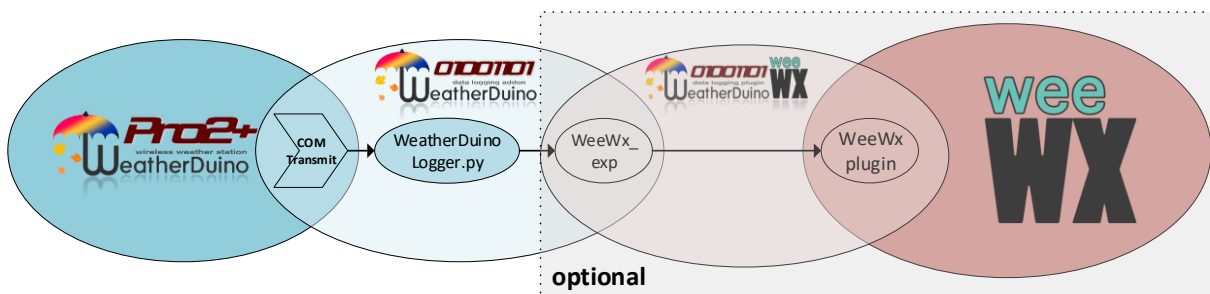 WeatherDuino
Pro2+
wireless weather station
COM
Transmit
01001101
data logging addon
WeatherDuino
WeatherDuino
Logger.py
WeeWx_
exp
01001101
data logging plugin
WeatherDuino
wee
WX
WeeWx
plugin
wee
WX
optional